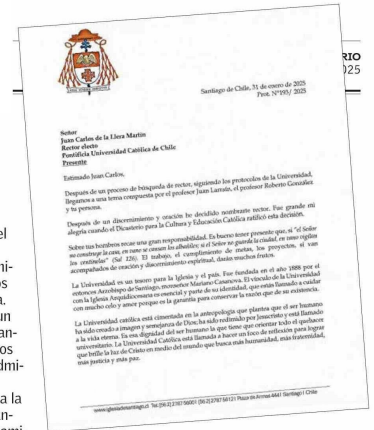 RIO
025
Santiago de Chile, 31 de enero de 2025
Prot. N°193/ 2025
Señor
Juan Carlos de la Llera Martin
Rector electo
Pontificia Universidad Católica de Chile
Presente
Estimado Juan Carlos,
Después de un proceso de búsqueda de rector, siguiendo los protocolos de la Universidad,
llegamos a una terna compuesta por el profesor Juan Larraín, el profesor Roberto González
y tu persona.
Después de un discernimiento y oración he decidido nombrarte rector. Fue grande mi
alegría cuando el Dicasterio para la Cultura y Educación Católica ratificó esta decisión.
Sobre tus hombros recae una gran responsabilidad. Es bueno tener presente que, si "el Señor
no construye la casa, en vano se cansan los albañiles; si el Señor no guarda la ciudad, en vano vigilan
los centinelas" (Sal 126). El trabajo, el cumplimiento de metas, los proyectos, si van
acompañados de oración y discernimiento espiritual, darán muchos frutos.
La Universidad es un tesoro para la Iglesia y el país. Fue fundada en el año 1888 por el
entonces Arzobispo de Santiago, monseñor Mariano Casanova. El vínculo de la Universidad
con la Iglesia Arquidiocesana es esencial y parte de su identidad, que estás llamado a cuidar
con mucho celo y amor porque es la garantía para conservar la razón que de su existencia.
La Universidad católica está cimentada en la antropología que plantea que el ser humano
ha sido creado a imagen y semejanza de Dios; ha sido redimido por Jesucristo y está llamado
a la vida eterna. Es esa dignidad del ser humano la que tiene que orientar todo el quehacer
universitario. La Universidad Católica está llamada a hacer un foco de reflexión para lograr
que brille la luz de Cristo en medio del mundo que busca más humanidad, más fraternidad,
más justicia y más paz.
www.iglesiadesantiago.cl
el
mi-
os
a.
un
an-
os
dmi-
a la
an-